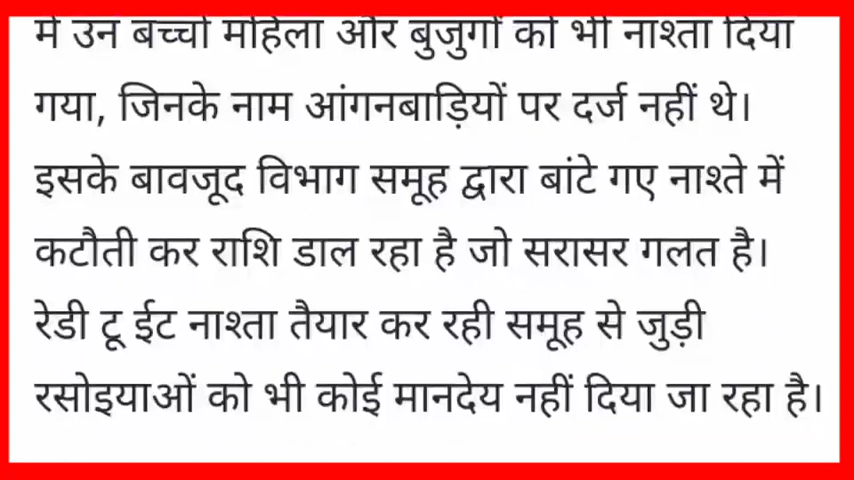 में उन बच्चों महिला और बुजुर्गों को भी नाश्ता दिया
गया, जिनके नाम आंगनबाड़ियों पर दर्ज नहीं थे।
इसके बावजूद विभाग समूह द्वारा बांटे गए नाश्ते में
कटौती कर राशि डाल रहा है जो सरासर गलत है।
रेडी टू ईट नाश्ता तैयार कर रही समूह से जुड़ी
रसोइयाओं को भी कोई मानदेय नहीं दिया जा रहा है।